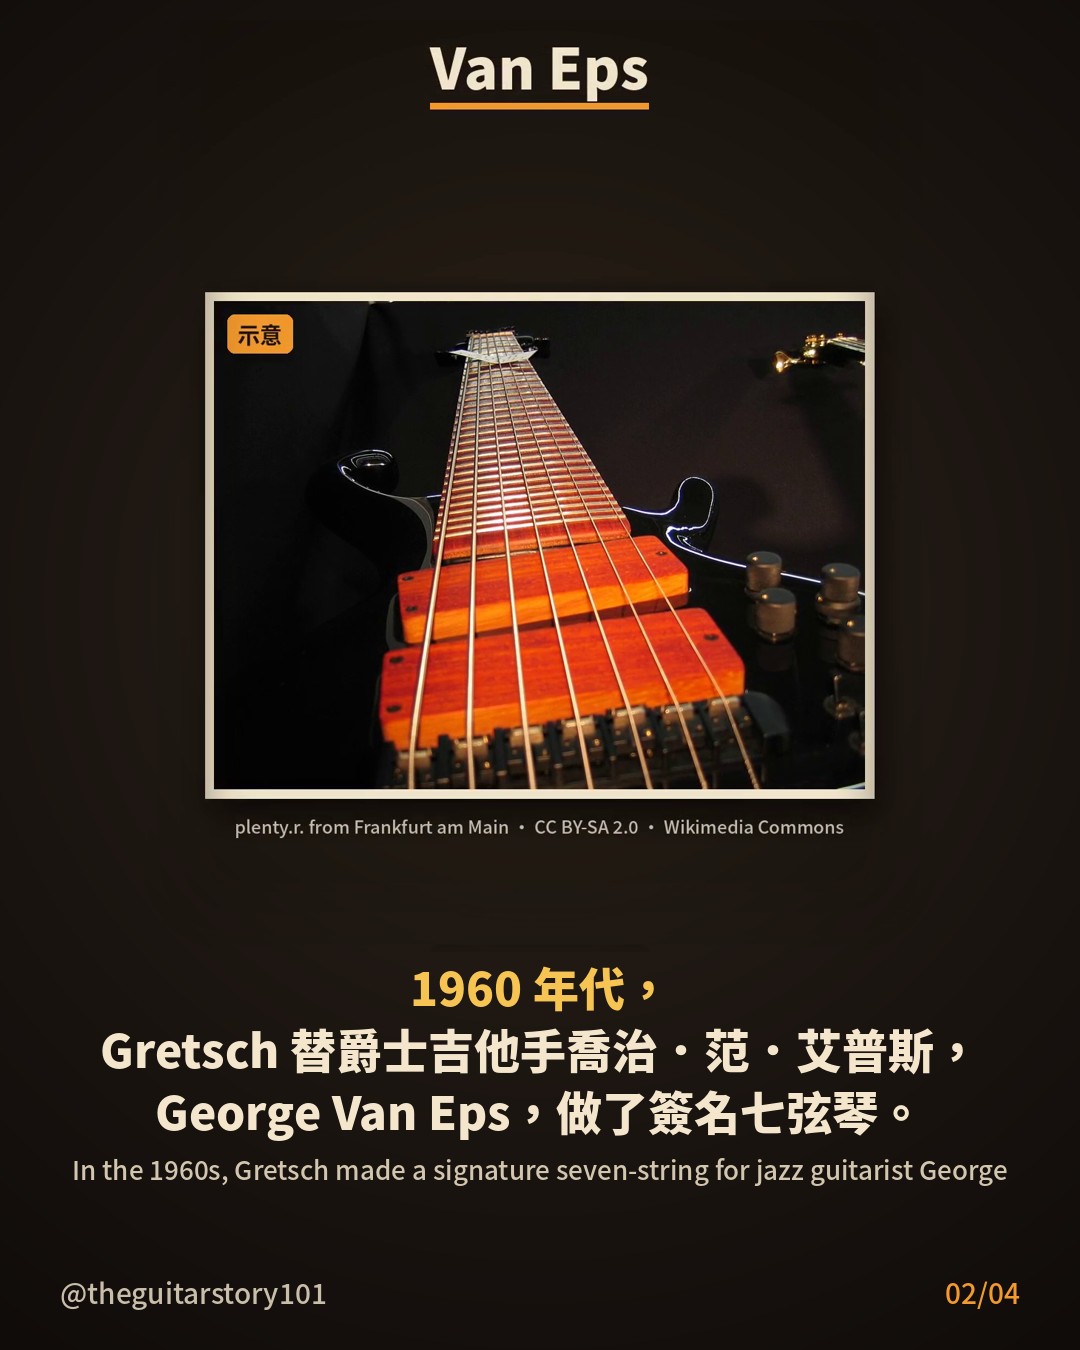 Van Eps
示意
plenty.r. from Frankfurt am Main • CC BY-SA 2.0 • Wikimedia Commons
1960 年代，
Gretsch 替爵士吉他手喬治・范・艾普斯，
George Van Eps，做了簽名七弦琴。
In the 1960s, Gretsch made a signature seven-string for jazz guitarist George
@theguitarstory101
02/04